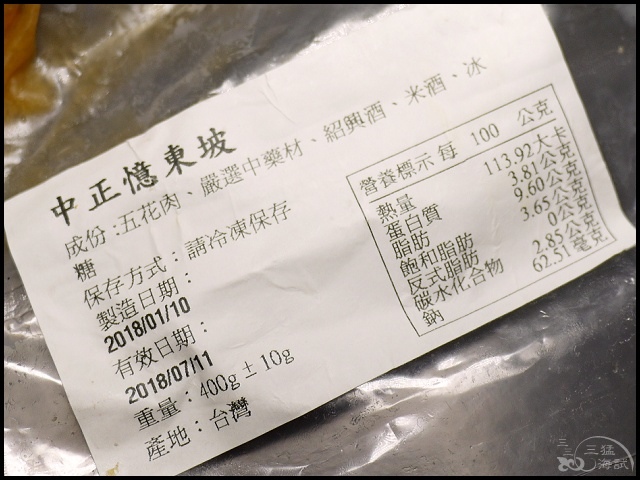 中正憶東坡
成份:五花肉、嚴選中藥材、紹興酒、米酒、冰
糖
保存方式:請冷凍保存
製造日期:
2018/01/10
有效日期:
2018/07/11
重量:400g ± 10g
產地:台灣
營養標示 每 100 公克
熱量 113.92大卡
蛋白質 3.81公克
脂肪 9.60公克
飽和脂肪 3.65公克
反式脂肪 0公克
碳水化合物 2.85公克
鈉 62.51毫克
三猛
海試